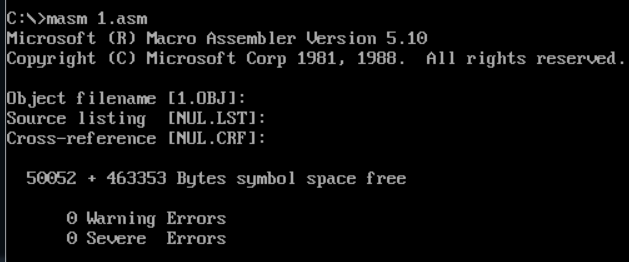 C:\>masm 1.asm
Microsoft (R) Macro Assembler Version 5.10
Copyright (C) Microsoft Corp 1981, 1988.  All rights reserved.
Object filename [1.OBJ]:
Source listing  [NUL.LST]:
Cross-reference [NUL.CRF]:
50052 + 463353 Bytes symbol space free
0 Warning Errors
0 Severe  Errors